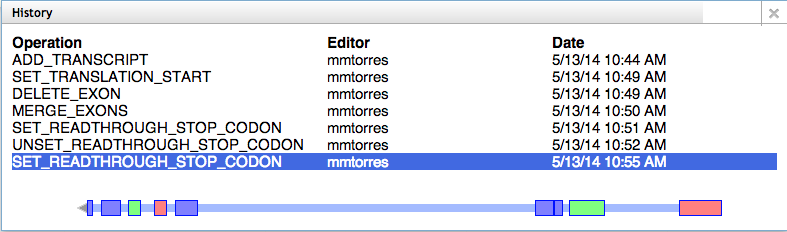 History
Operation Editor Date
ADD_TRANSCRIPT mmtorres 5/13/14 10:44 AM
SET_TRANSLATION_START mmtorres 5/13/14 10:49 AM
DELETE_EXON mmtorres 5/13/14 10:49 AM
MERGE_EXONS mmtorres 5/13/14 10:50 AM
SET_READTHROUGH_STOP_CODON mmtorres 5/13/14 10:51 AM
UNSET_READTHROUGH_STOP_CODON mmtorres 5/13/14 10:52 AM
SET_READTHROUGH_STOP_CODON mmtorres 5/13/14 10:55 AM